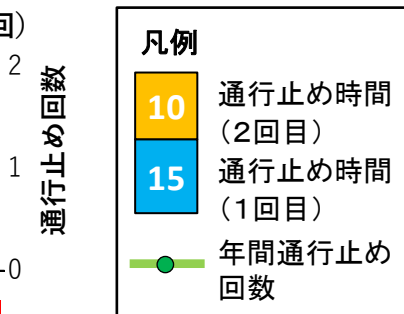 回)
2
1
-0
通行止め回数
凡例
10
通行止め時間
(2回目)
15
通行止め時間
(1回目)
年間通行止め
回数